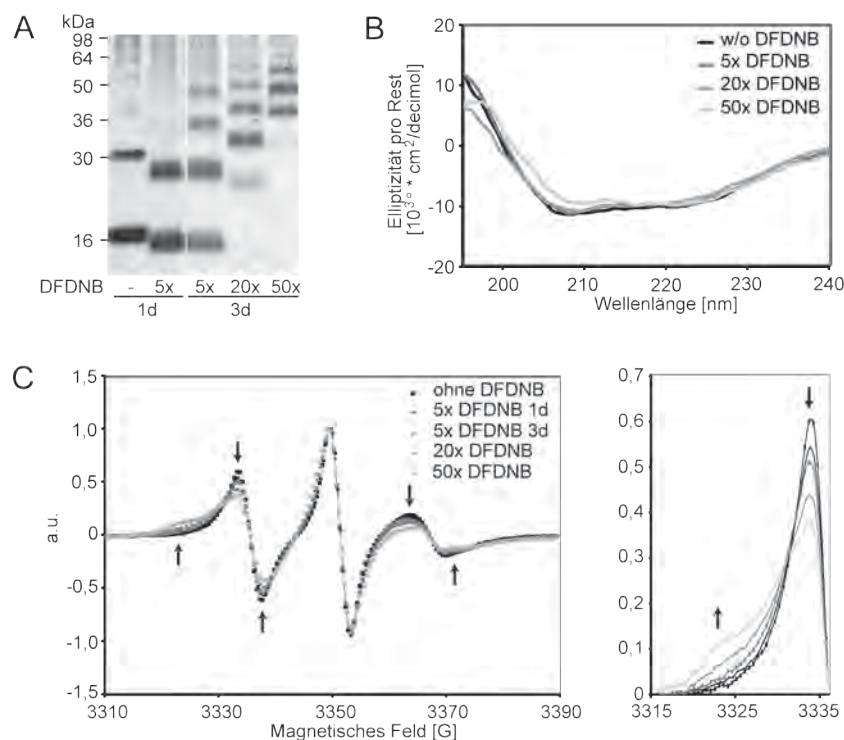 A
kDa
98
64
50
36
30
16
DFDNB - 5x 5x 20x 50x
1d 3d
B
w/o DFDNB
5x DFDNB
20x DFDNB
50x DFDNB
Elliptizität pro Rest
[10³° * cm²/decimol]
20
10
0
-10
-20
200 210 220 230 240
Wellenlänge [nm]
C
ohne DFDNB
5x DFDNB 1d
5x DFDNB 3d
20x DFDNB
50x DFDNB
a.u.
1,5
1,0
0,5
0
-0,5
-1,0
-1,5
3310 3330 3350 3370 3390
Magnetisches Feld [G]
0,7
0,6
0,5
0,4
0,3
0,2
0,1
0
3315 3325 3335